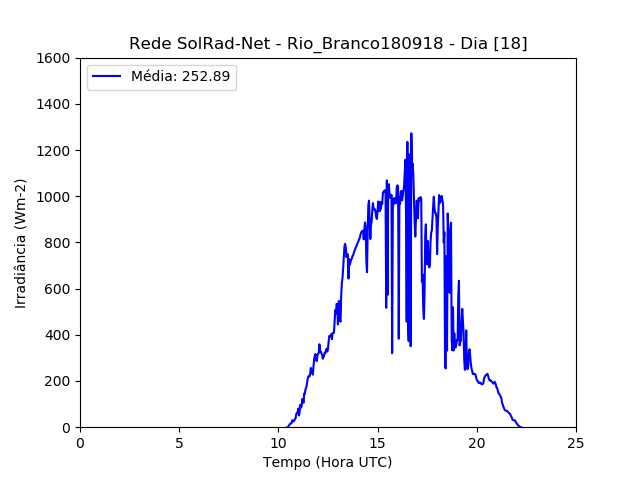 Rede SolRad-Net - Rio_Branco180918 - Dia [18]
Média: 252.89
1600
1400
1200
1000
800
600
400
200
0
Irradiância (Wm-2)
0 5 10 15 20 25
Tempo (Hora UTC)